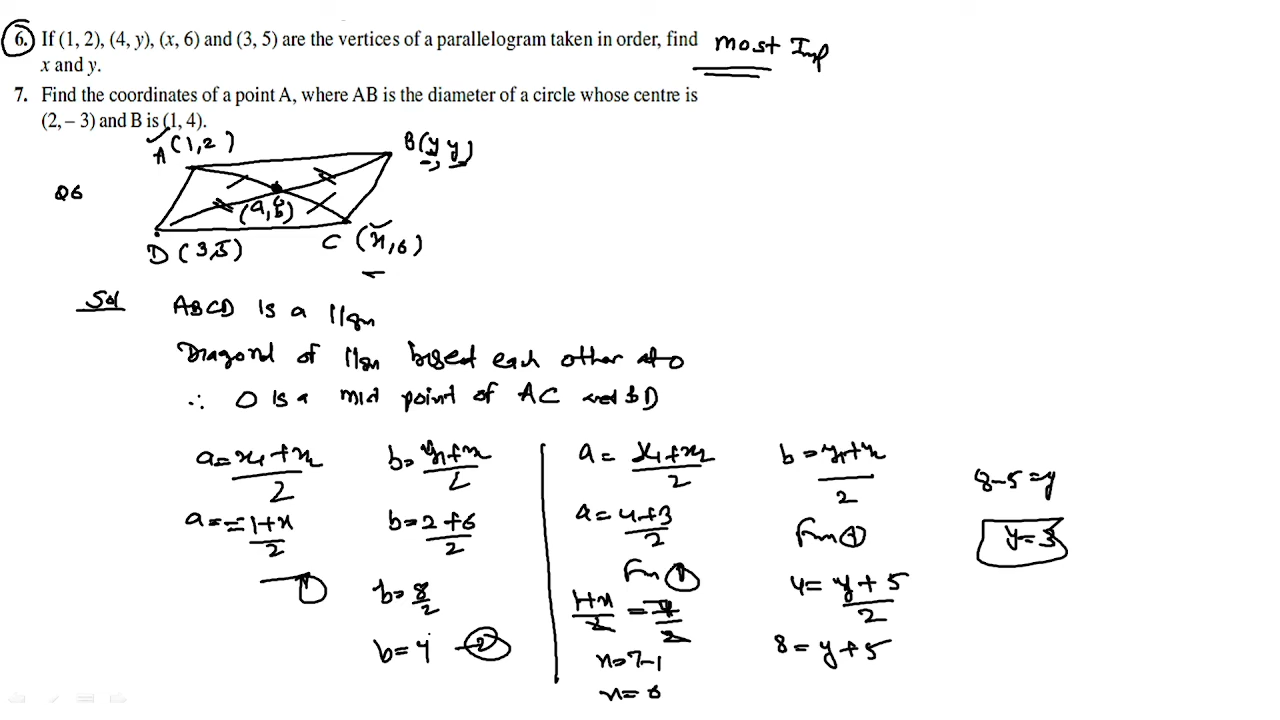 6. If (1, 2), (4, y), (x, 6) and (3, 5) are the vertices of a parallelogram taken in order, find
x and y.
most Imp
7. Find the coordinates of a point A, where AB is the diameter of a circle whose centre is
(2, – 3) and B is (1, 4).
A (1,2)
B(4, y)
Q6
(a,b)
D (3,5)
C (x,6)
Sol
ABCD is a ||gm
Diagonal of ||gm bisect each other at O
∴ O is a mid point of AC and BD
a = x1+x2/2
b = y1+y2/2
a = = 1+x/2
①
b = 2+6/2
b = 8/2
b = 4 — ②
a = x1+x2/2
a = 4+3/2
From ①
1+x/2 = 7/2
x = 7-1
x = 6
b = y1+y2/2
From ②
4 = y+5/2
8 = y+5
8-5 = y
y = 3